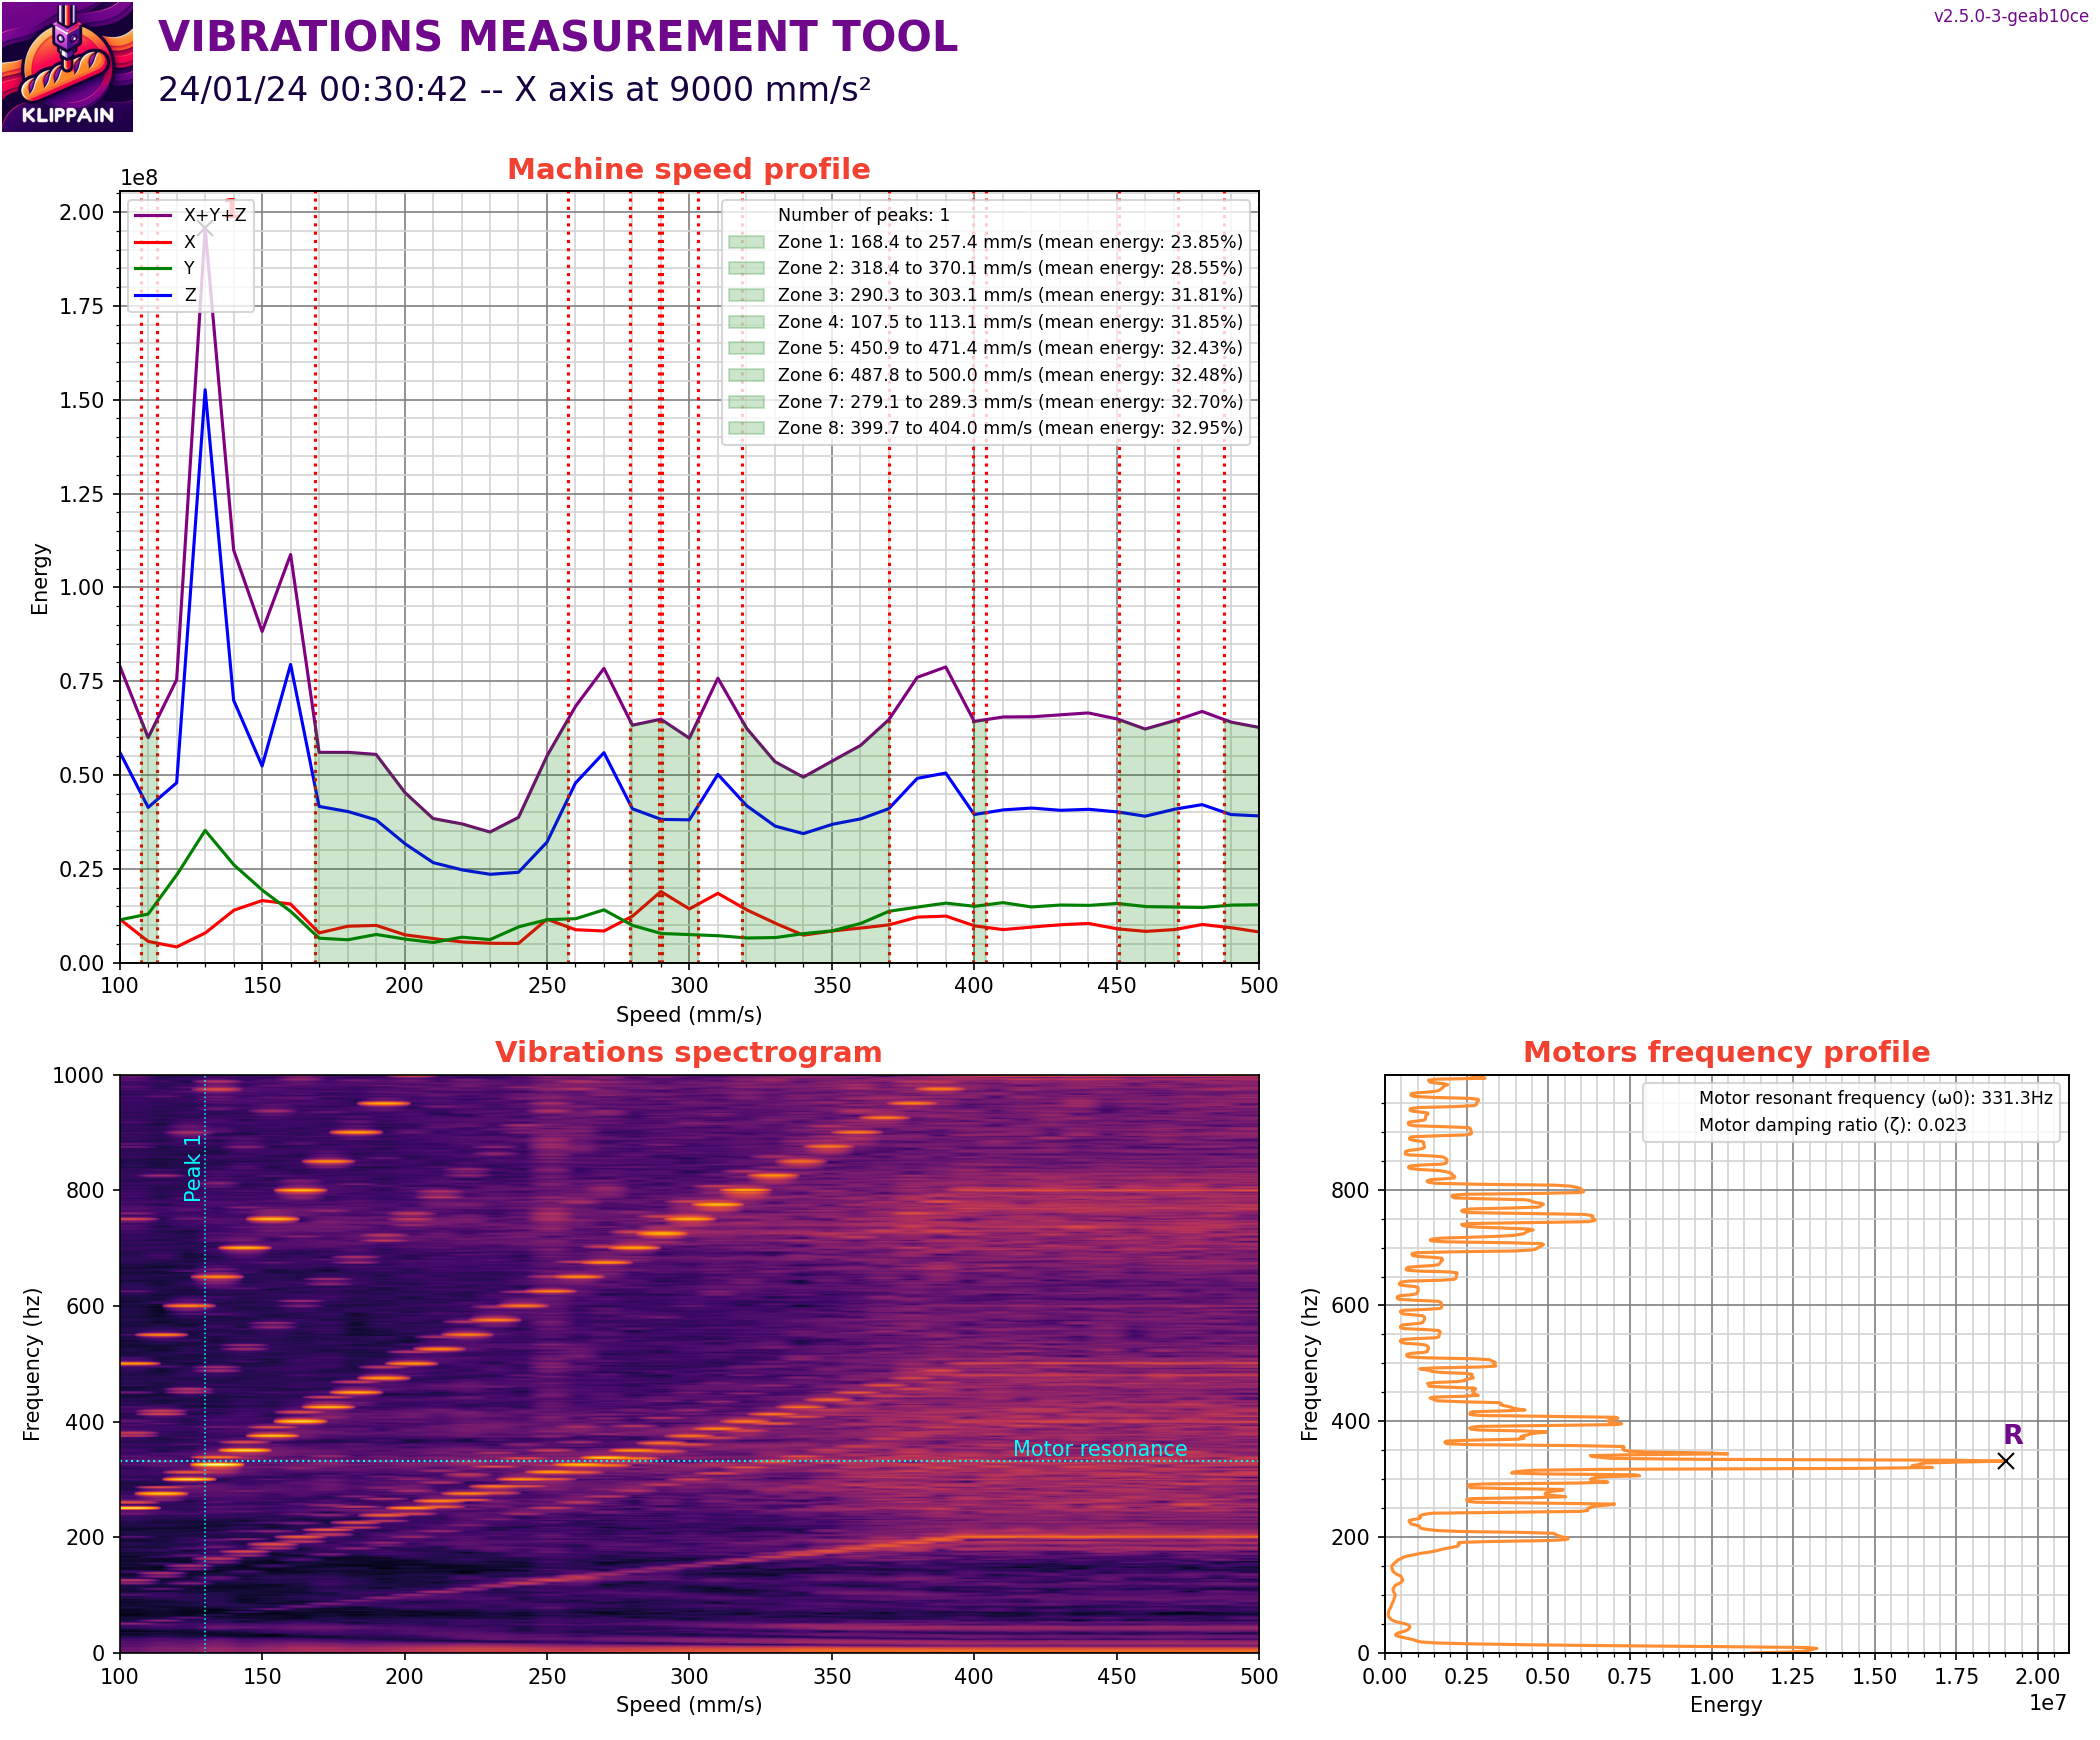 KLIPPAIN
VIBRATIONS MEASUREMENT TOOL
v2.5.0-3-geab10ce
24/01/24 00:30:42 -- X axis at 9000 mm/s²
Machine speed profile
1e8
X+Y+Z
X
Y
Z
1
Number of peaks: 1
Zone 1: 168.4 to 257.4 mm/s (mean energy: 23.85%)
Zone 2: 318.4 to 370.1 mm/s (mean energy: 28.55%)
Zone 3: 290.3 to 303.1 mm/s (mean energy: 31.81%)
Zone 4: 107.5 to 113.1 mm/s (mean energy: 31.85%)
Zone 5: 450.9 to 471.4 mm/s (mean energy: 32.43%)
Zone 6: 487.8 to 500.0 mm/s (mean energy: 32.48%)
Zone 7: 279.1 to 289.3 mm/s (mean energy: 32.70%)
Zone 8: 399.7 to 404.0 mm/s (mean energy: 32.95%)
2.00
1.75
1.50
1.25
1.00
0.75
0.50
0.25
0.00
Energy
100 150 200 250 300 350 400 450 500
Speed (mm/s)
Vibrations spectrogram
1000
800
600
400
200
0
Frequency (hz)
Peak 1
Motor resonance
100 150 200 250 300 350 400 450 500
Speed (mm/s)
Motors frequency profile
Motor resonant frequency (ω0): 331.3Hz
Motor damping ratio (ζ): 0.023
R
800
600
400
200
0
Frequency (hz)
0.00 0.25 0.50 0.75 1.00 1.25 1.50 1.75 2.00
Energy
1e7